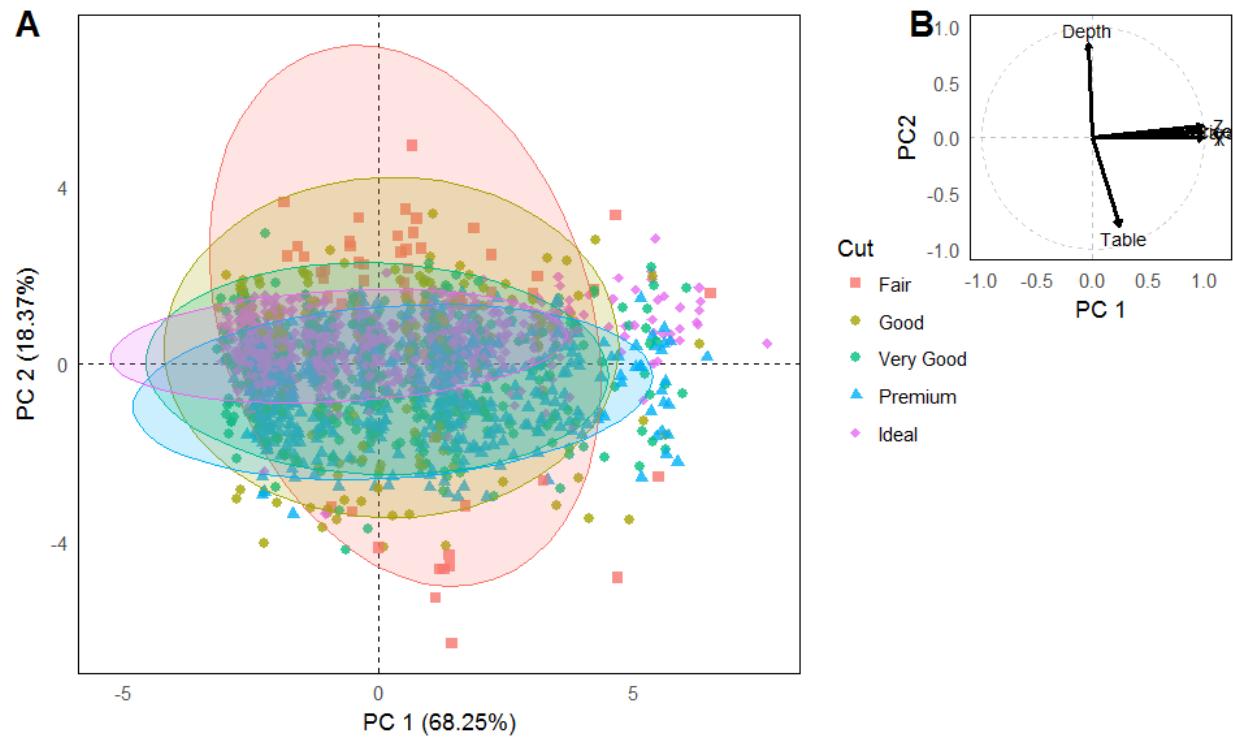 A
PC 2 (18.37%)
4
0
-4
-5
0
5
PC 1 (68.25%)
B
PC2
1.0
0.5
0.0
-0.5
-1.0
Depth
Z
Table
-1.0
-0.5
0.0
0.5
1.0
PC 1
Cut
Fair
Good
Very Good
Premium
Ideal